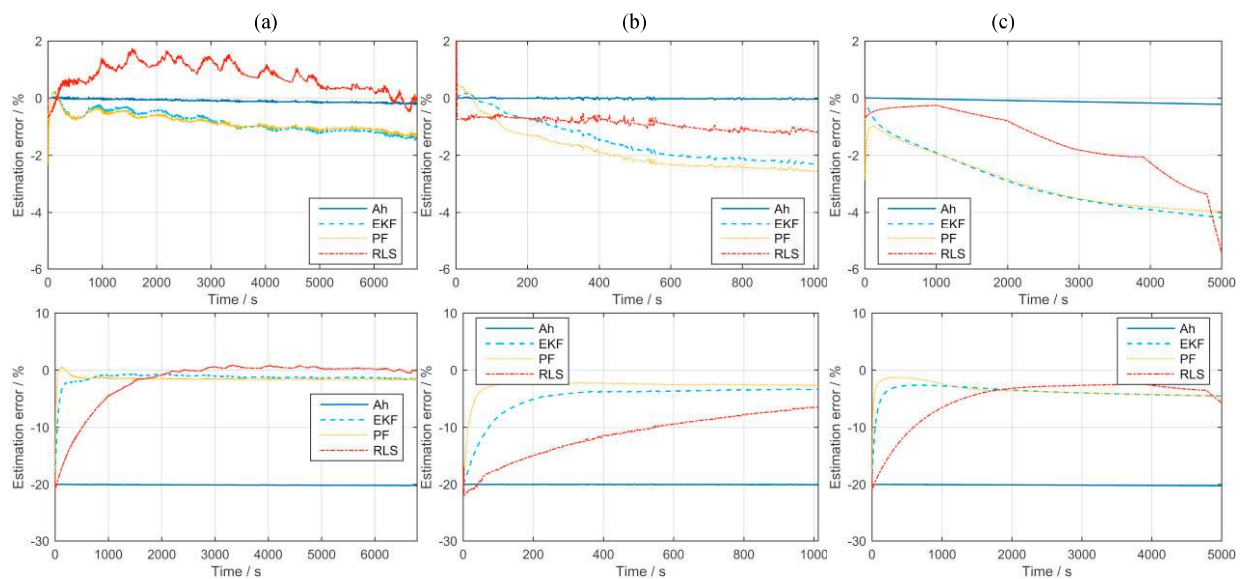 (a)
(b)
(c)
Estimation error / %
2
0
-2
-4
-6
Ah
EKF
PF
RLS
0 1000 2000 3000 4000 5000 6000
Time / s
Estimation error / %
2
0
-2
-4
-6
Ah
EKF
PF
RLS
0 200 400 600 800 1000
Time / s
Estimation error / %
2
0
-2
-4
-6
Ah
EKF
PF
RLS
0 1000 2000 3000 4000 5000
Time / s
Estimation error / %
10
0
-10
-20
-30
Ah
EKF
PF
RLS
0 1000 2000 3000 4000 5000 6000
Time / s
Estimation error / %
10
0
-10
-20
-30
Ah
EKF
PF
RLS
0 200 400 600 800 1000
Time / s
Estimation error / %
10
0
-10
-20
-30
Ah
EKF
PF
RLS
0 1000 2000 3000 4000 5000
Time / s